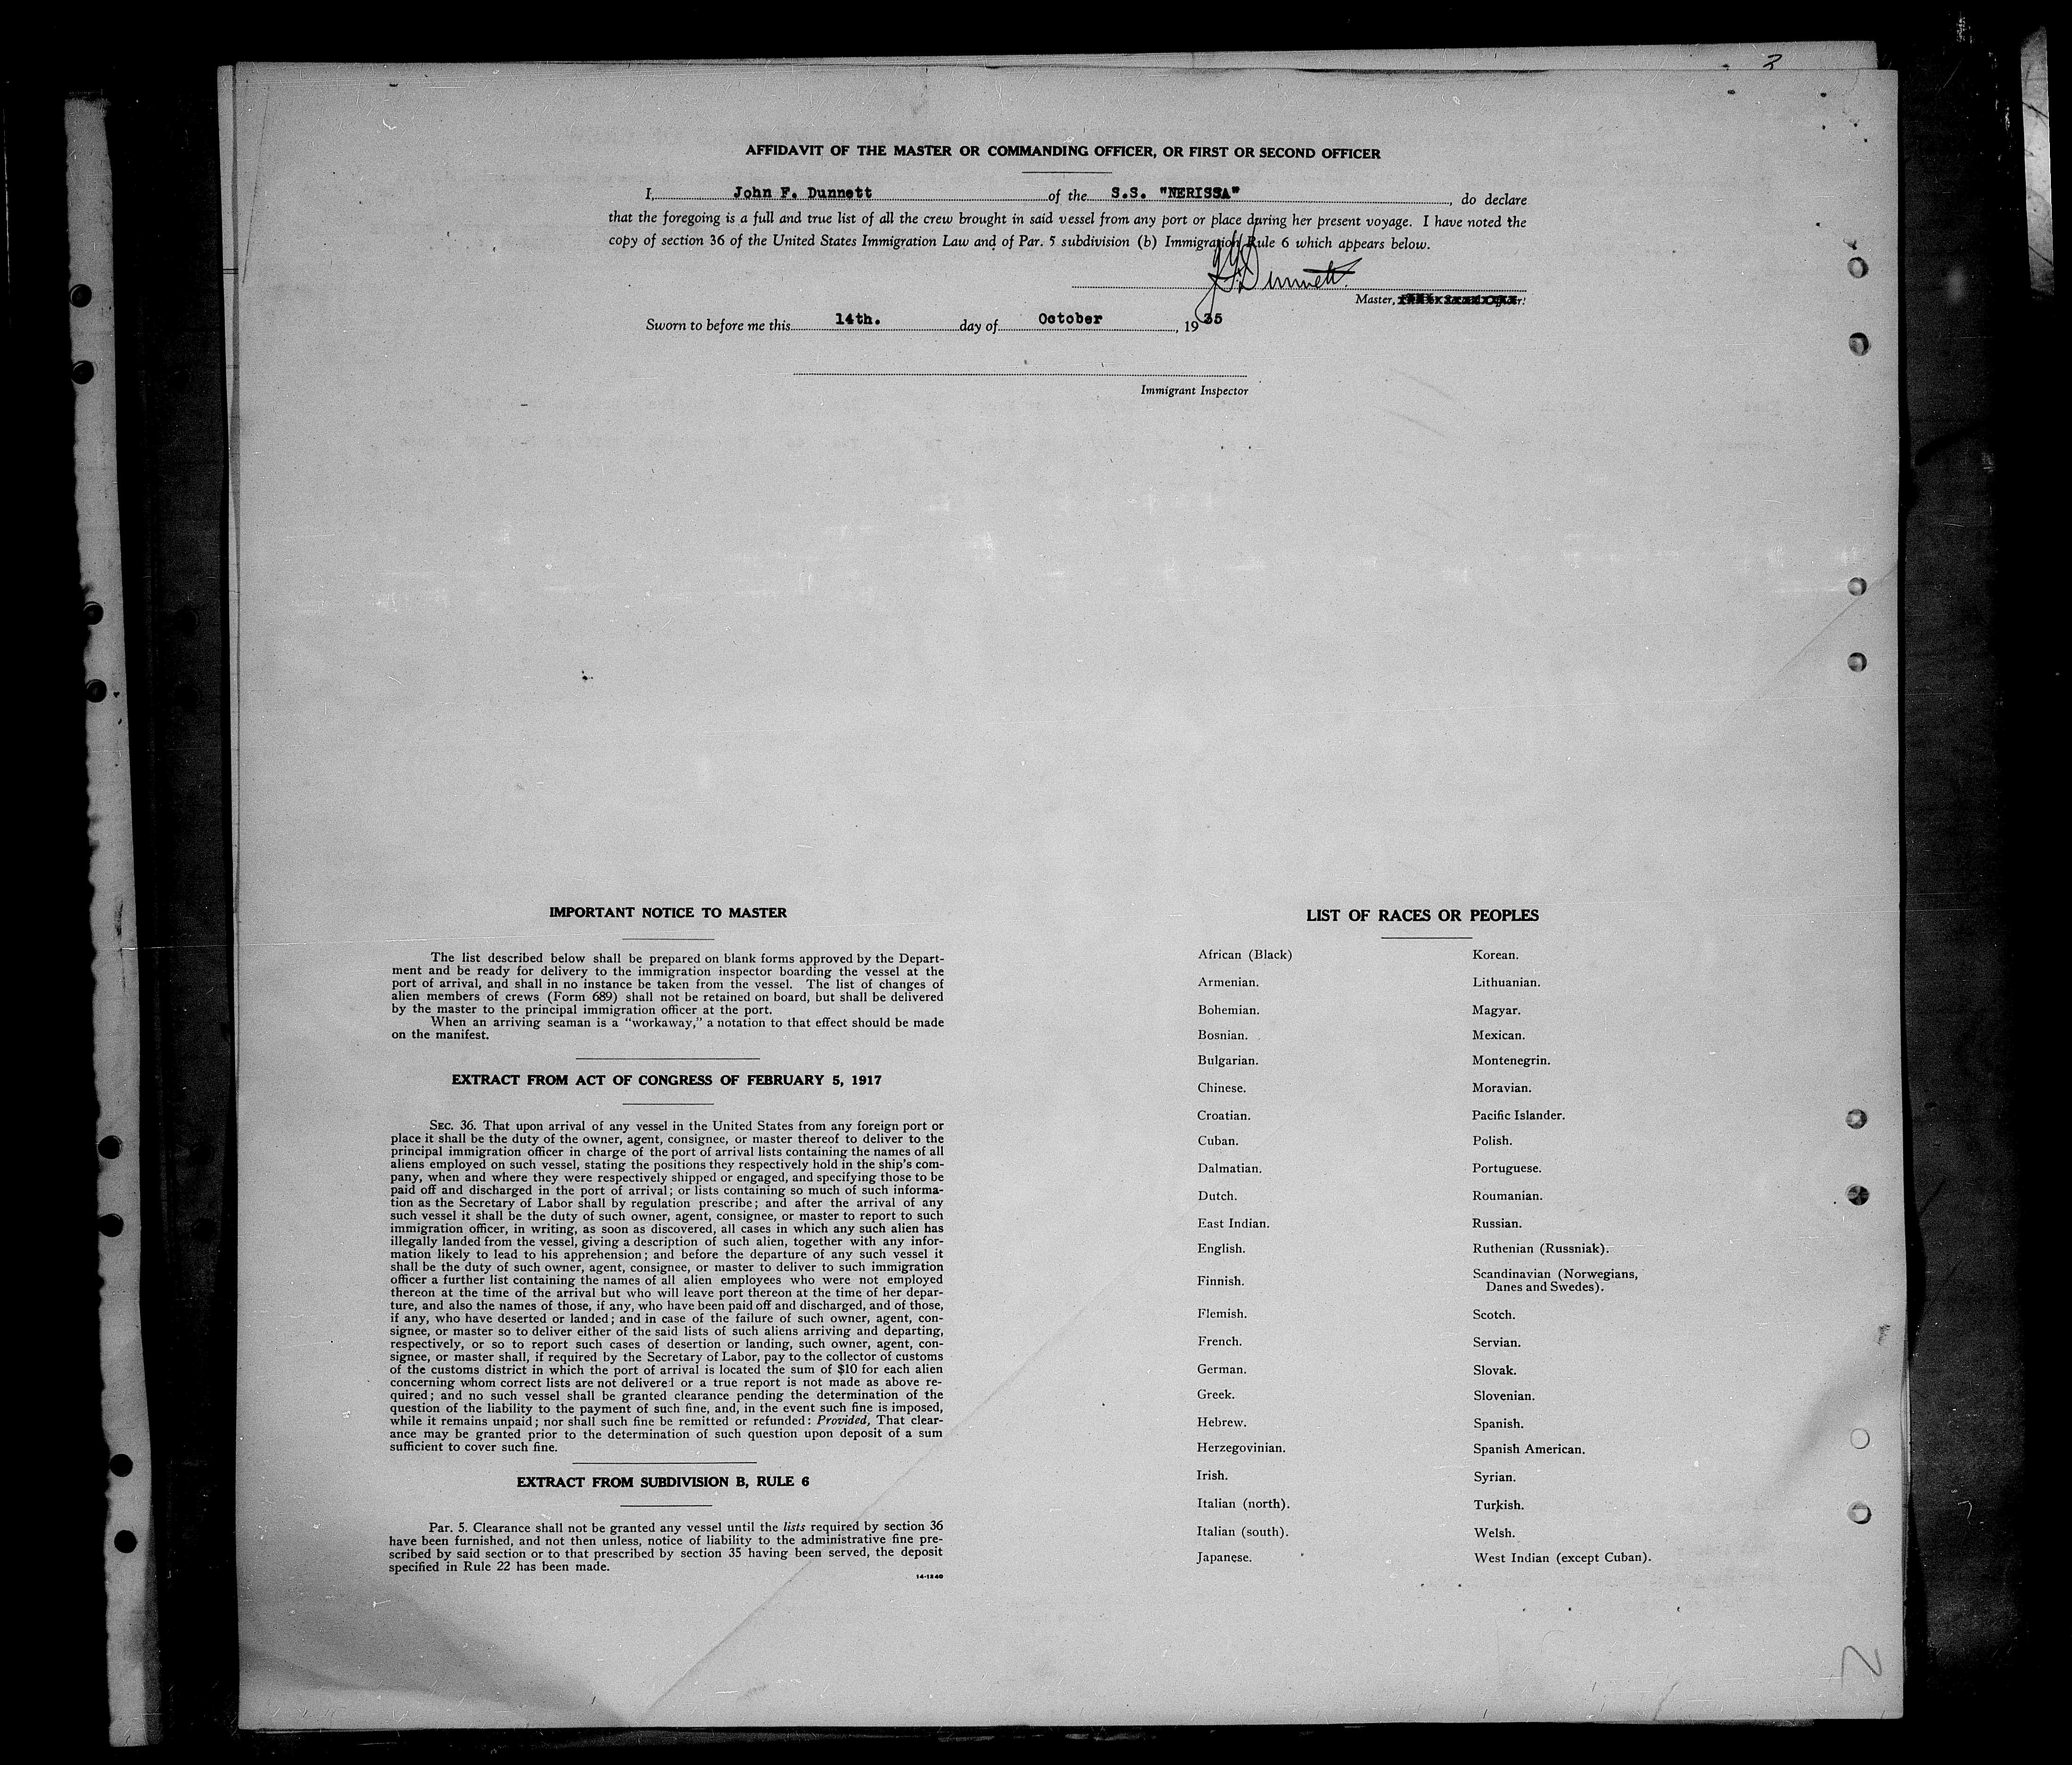 2
AFFIDAVIT OF THE MASTER OR COMMANDING OFFICER, OR FIRST OR SECOND OFFICER
I, John F. Dunnett of the S.S. "NERISSA", do declare
that the foregoing is a full and true list of all the crew brought in said vessel from any port or place during her present voyage. I have noted the
copy of section 36 of the United States Immigration Law and of Par. 5 subdivision (b) Immigration Rule 6 which appears below.
Dunnett.
Master,
Sworn to before me this 14th. day of October, 19 35
Immigrant Inspector
IMPORTANT NOTICE TO MASTER
The list described below shall be prepared on blank forms approved by the Depart-
ment and be ready for delivery to the immigration inspector boarding the vessel at the
port of arrival, and shall in no instance be taken from the vessel. The list of changes of
alien members of crews (Form 689) shall not be retained on board, but shall be delivered
by the master to the principal immigration officer at the port.
When an arriving seaman is a "workaway," a notation to that effect should be made
on the manifest.
EXTRACT FROM ACT OF CONGRESS OF FEBRUARY 5, 1917
SEC. 36. That upon arrival of any vessel in the United States from any foreign port or
place it shall be the duty of the owner, agent, consignee, or master thereof to deliver to the
principal immigration officer in charge of the port of arrival lists containing the names of all
aliens employed on such vessel, stating the positions they respectively hold in the ship's com-
pany, when and where they were respectively shipped or engaged, and specifying those to be
paid off and discharged in the port of arrival; or lists containing so much of such informa-
tion as the Secretary of Labor shall by regulation prescribe; and after the arrival of any
such vessel it shall be the duty of such owner, agent, consignee, or master to report to such
immigration officer, in writing, as soon as discovered, all cases in which any such alien has
illegally landed from the vessel, giving a description of such alien, together with any infor-
mation likely to lead to his apprehension; and before the departure of any such vessel it
shall be the duty of such owner, agent, consignee, or master to deliver to such immigration
officer a further list containing the names of all alien employees who were not employed
thereon at the time of the arrival but who will leave port thereon at the time of her depar-
ture, and also the names of those, if any, who have been paid off and discharged, and of those,
if any, who have deserted or landed; and in case of the failure of such owner, agent, con-
signee, or master so to deliver either of the said lists of such aliens arriving and departing,
respectively, or so to report such cases of desertion or landing, such owner, agent, con-
signee, or master shall, if required by the Secretary of Labor, pay to the collector of customs
of the customs district in which the port of arrival is located the sum of $10 for each alien
concerning whom correct lists are not delivered or a true report is not made as above re-
quired; and no such vessel shall be granted clearance pending the determination of the
question of the liability to the payment of such fine, and, in the event such fine is imposed,
while it remains unpaid; nor shall such fine be remitted or refunded: Provided, That clear-
ance may be granted prior to the determination of such question upon deposit of a sum
sufficient to cover such fine.
EXTRACT FROM SUBDIVISION B, RULE 6
Par. 5. Clearance shall not be granted any vessel until the lists required by section 36
have been furnished, and not then unless, notice of liability to the administrative fine pre-
scribed by said section or to that prescribed by section 35 having been served, the deposit
specified in Rule 22 has been made.
14-1240
LIST OF RACES OR PEOPLES
African (Black)
Armenian.
Bohemian.
Bosnian.
Bulgarian.
Chinese.
Croatian.
Cuban.
Dalmatian.
Dutch.
East Indian.
English.
Finnish.
Flemish.
French.
German.
Greek.
Hebrew.
Herzegovinian.
Irish.
Italian (north).
Italian (south).
Japanese.
Korean.
Lithuanian.
Magyar.
Mexican.
Montenegrin.
Moravian.
Pacific Islander.
Polish.
Portuguese.
Roumanian.
Russian.
Ruthenian (Russniak).
Scandinavian (Norwegians,
Danes and Swedes).
Scotch.
Servian.
Slovak.
Slovenian.
Spanish.
Spanish American.
Syrian.
Turkish.
Welsh.
West Indian (except Cuban).
2